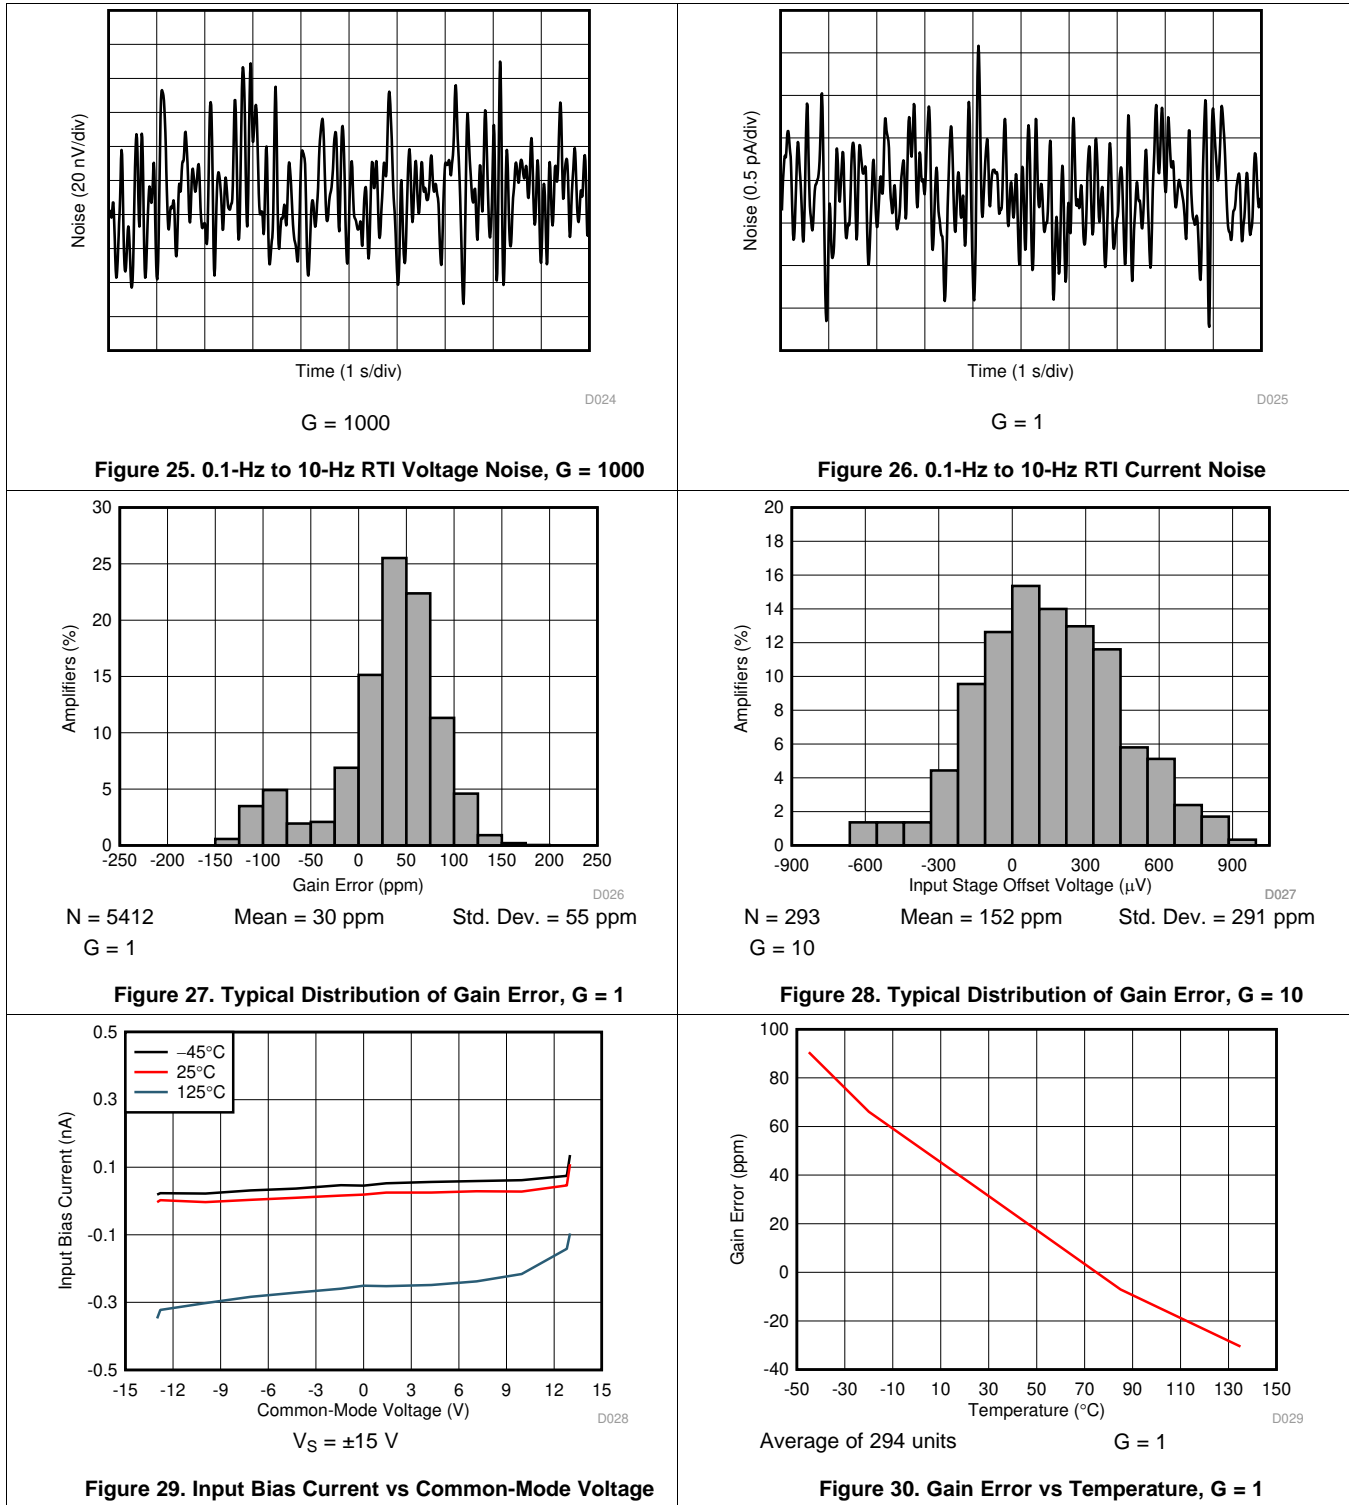 Noise (20 nV/div)
Time (1 s/div)
D024
G = 1000
Figure 25. 0.1-Hz to 10-Hz RTI Voltage Noise, G = 1000
Noise (0.5 pA/div)
Time (1 s/div)
D025
G = 1
Figure 26. 0.1-Hz to 10-Hz RTI Current Noise
30
25
20
15
10
5
0
Amplifiers (%)
-250 -200 -150 -100 -50 0 50 100 150 200 250
Gain Error (ppm)
D026
N = 5412 Mean = 30 ppm Std. Dev. = 55 ppm
G = 1
Figure 27. Typical Distribution of Gain Error, G = 1
20
18
16
14
12
10
8
6
4
2
0
Amplifiers (%)
-900 -600 -300 0 300 600 900
Input Stage Offset Voltage (μV)
D027
N = 293 Mean = 152 ppm Std. Dev. = 291 ppm
G = 10
Figure 28. Typical Distribution of Gain Error, G = 10
0.5
0.3
0.1
-0.1
-0.3
-0.5
Input Bias Current (nA)
−45°C
25°C
125°C
-15 -12 -9 -6 -3 0 3 6 9 12 15
Common-Mode Voltage (V)
D028
VS = ±15 V
Figure 29. Input Bias Current vs Common-Mode Voltage
100
80
60
40
20
0
-20
-40
Gain Error (ppm)
-50 -30 -10 10 30 50 70 90 110 130 150
Temperature (°C)
D029
Average of 294 units G = 1
Figure 30. Gain Error vs Temperature, G = 1